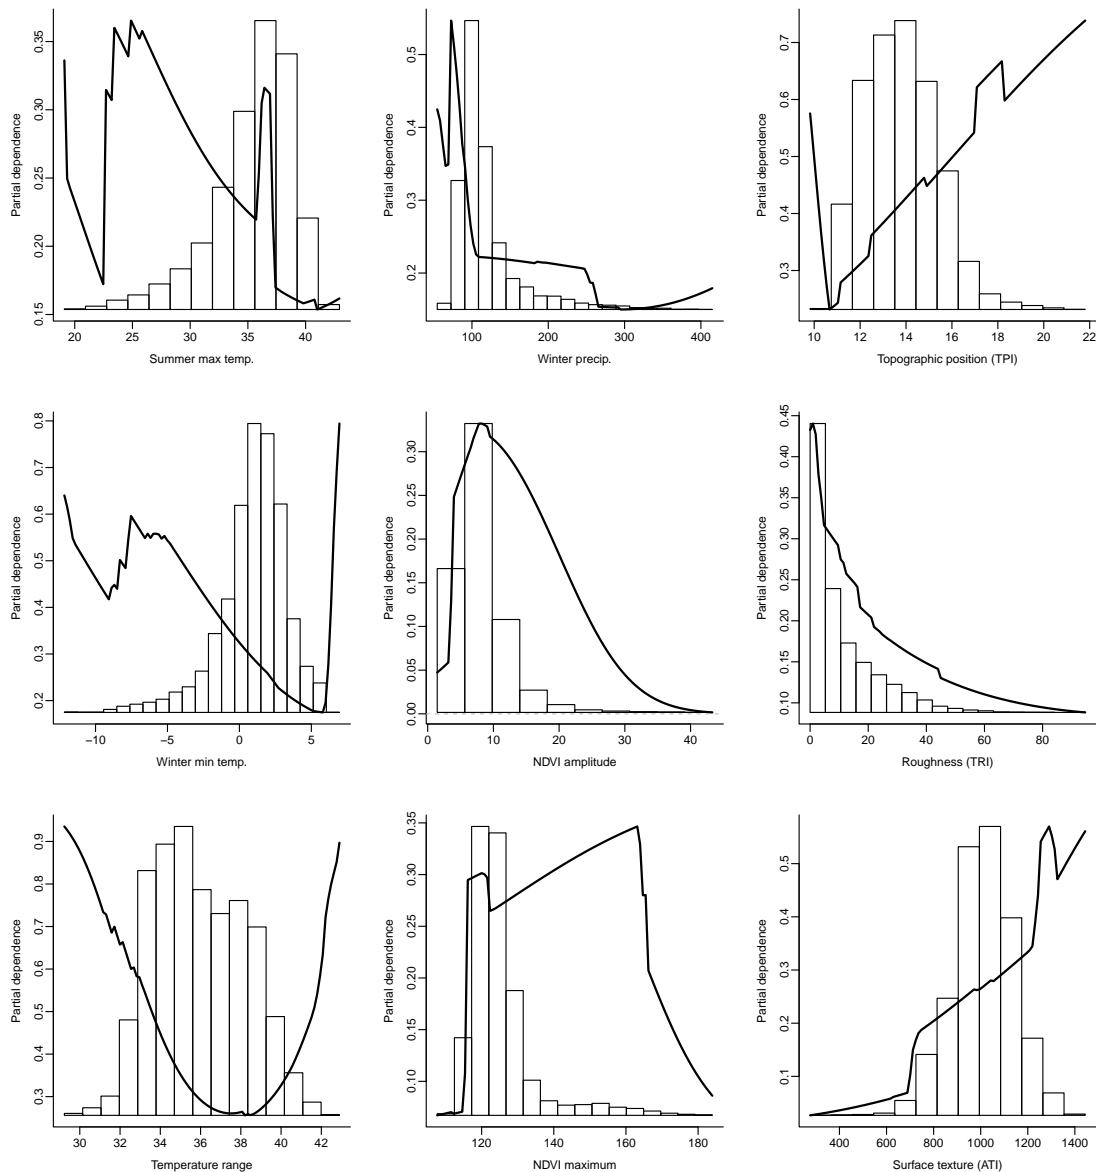 Partial dependence
0.15 0.20 0.25 0.30 0.35
20 25 30 35 40
Summer max temp.
Partial dependence
0.2 0.3 0.4 0.5
100 200 300 400
Winter precip.
Partial dependence
0.3 0.4 0.5 0.6 0.7
10 12 14 16 18 20 22
Topographic position (TPI)
Partial dependence
0.2 0.3 0.4 0.5 0.6 0.7 0.8
−10 −5 0 5
Winter min temp.
Partial dependence
0.00 0.05 0.10 0.15 0.20 0.25 0.30
0 10 20 30 40
NDVI amplitude
Partial dependence
0.10 0.15 0.20 0.25 0.30 0.35 0.40 0.45
0 20 40 60 80
Roughness (TRI)
Partial dependence
0.3 0.4 0.5 0.6 0.7 0.8 0.9
30 32 34 36 38 40 42
Temperature range
Partial dependence
0.10 0.15 0.20 0.25 0.30 0.35
120 140 160 180
NDVI maximum
Partial dependence
0.1 0.2 0.3 0.4 0.5
400 600 800 1000 1200 1400
Surface texture (ATI)